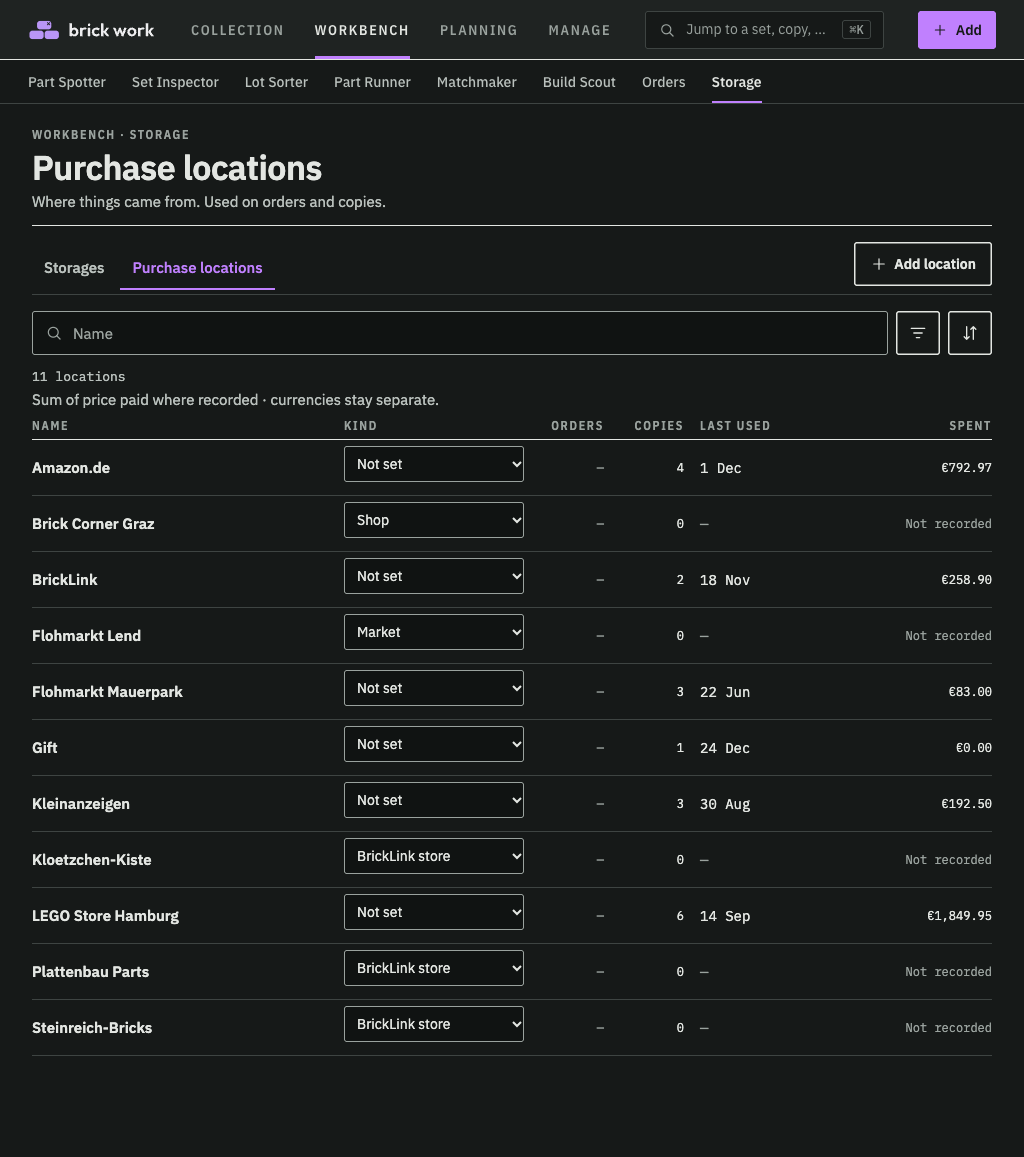 brick work COLLECTION WORKBENCH PLANNING MANAGE Jump to a set, copy, ... ⌘K + Add
Part Spotter Set Inspector Lot Sorter Part Runner Matchmaker Build Scout Orders Storage
WORKBENCH · STORAGE
Purchase locations
Where things came from. Used on orders and copies.
Storages Purchase locations + Add location
Name
11 locations
Sum of price paid where recorded · currencies stay separate.
NAME KIND ORDERS COPIES LAST USED SPENT
Amazon.de Not set — 4 1 Dec €792.97
Brick Corner Graz Shop — 0 — Not recorded
BrickLink Not set — 2 18 Nov €258.90
Flohmarkt Lend Market — 0 — Not recorded
Flohmarkt Mauerpark Not set — 3 22 Jun €83.00
Gift Not set — 1 24 Dec €0.00
Kleinanzeigen Not set — 3 30 Aug €192.50
Kloetzchen-Kiste BrickLink store — 0 — Not recorded
LEGO Store Hamburg Not set — 6 14 Sep €1,849.95
Plattenbau Parts BrickLink store — 0 — Not recorded
Steinreich-Bricks BrickLink store — 0 — Not recorded